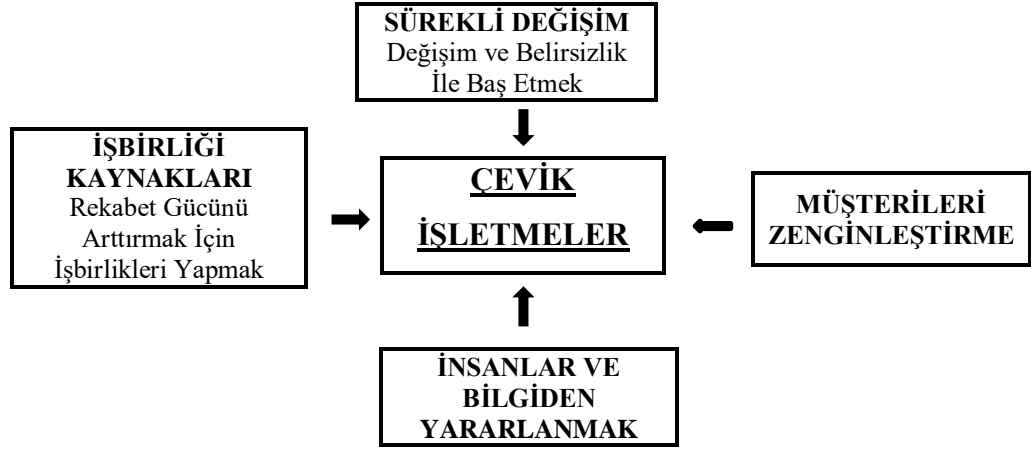 SÜREKLİ DEĞİŞİM
Değişim ve Belirsizlik
İle Baş Etmek
İŞBİRLİĞİ
KAYNAKLARI
Rekabet Gücünü
Arttırmak İçin
İşbirlikleri Yapmak
ÇEVİK
İŞLETMELER
MÜŞTERİLERİ
ZENGİNLEŞTİRME
İNSANLAR VE
BİLGİDEN
YARARLANMAK